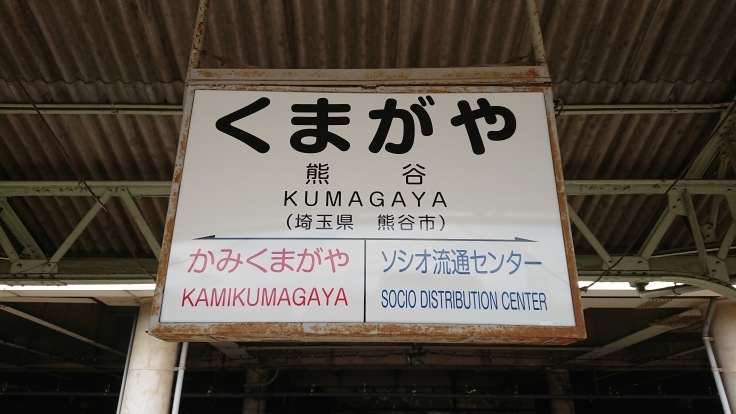 くまがや
熊 谷
KUMAGAYA
(埼玉県 熊谷市)
かみくまがや ソシオ流通センター
KAMIKUMAGAYA SOCIO DISTRIBUTION CENTER